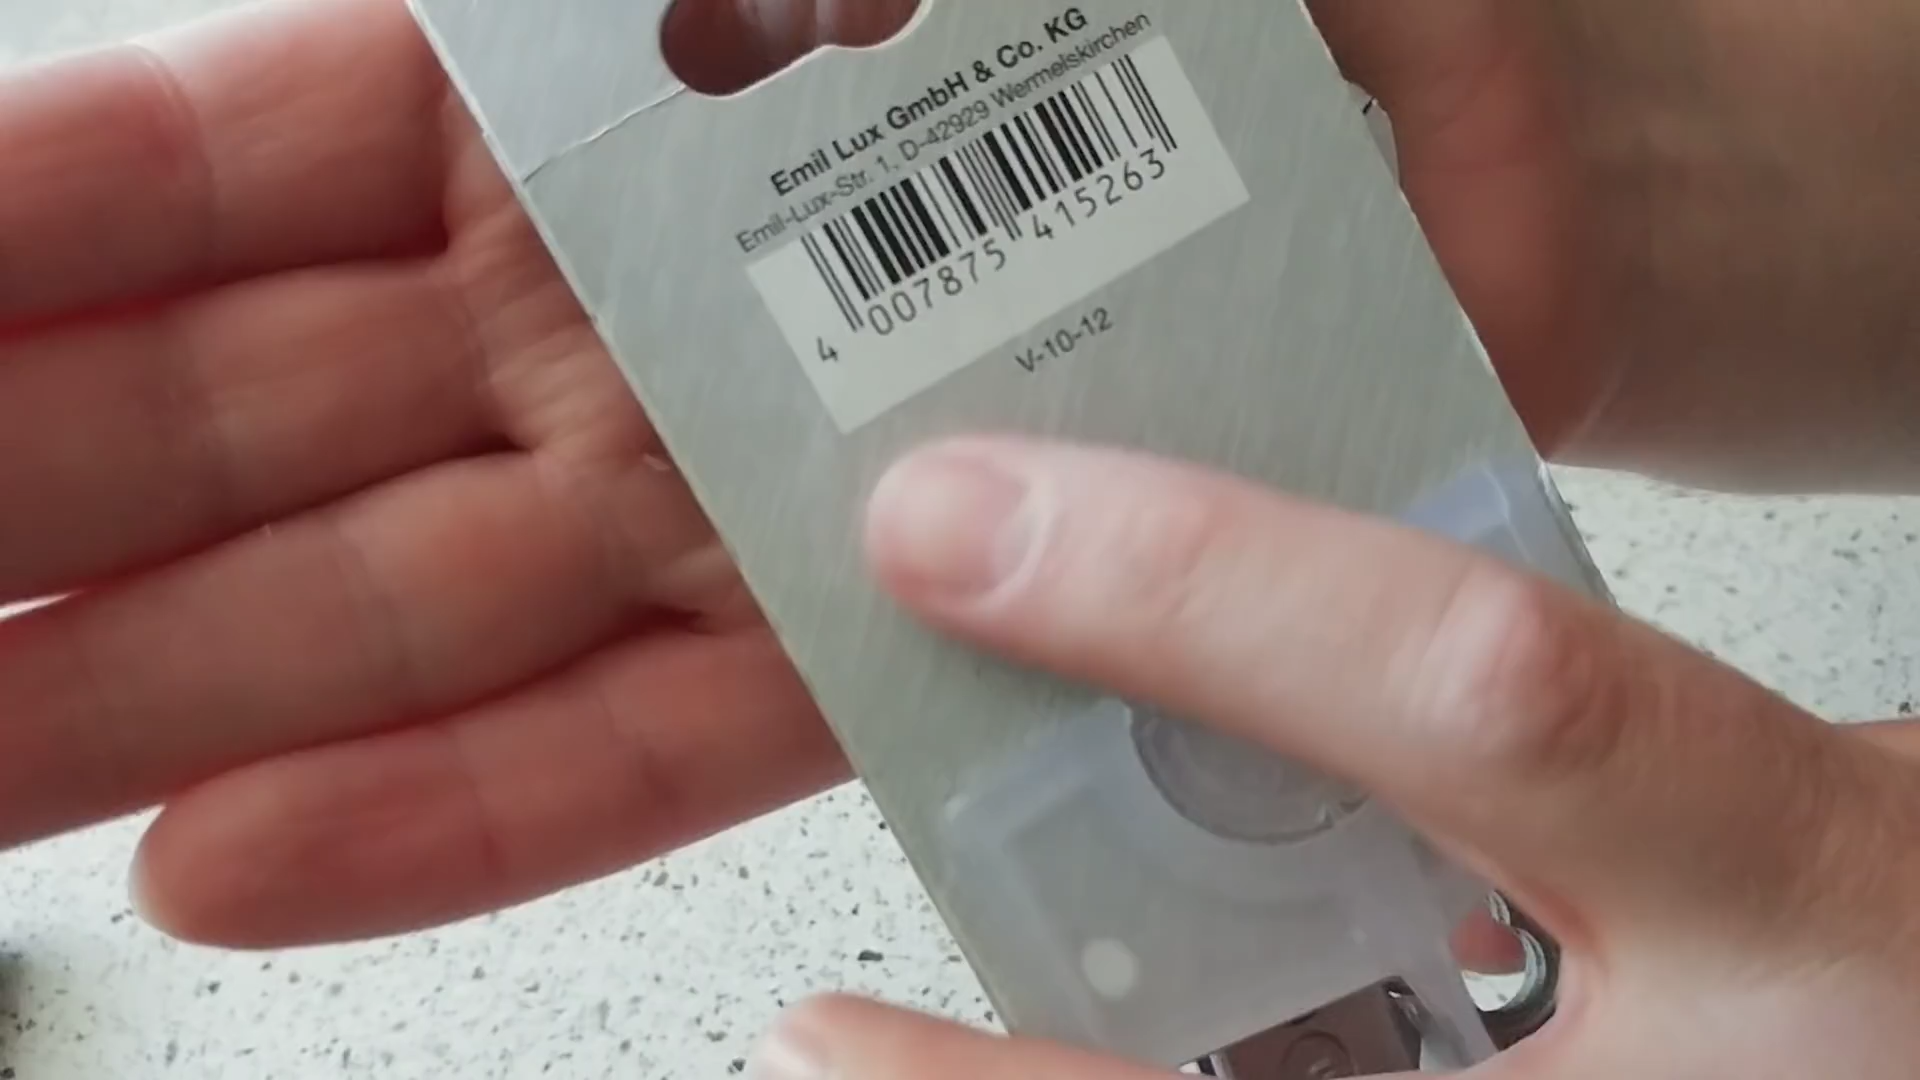 Emil Lux GmbH & Co. KG
Emil-Lux-Str. 1, D-42929 Wermelskirchen
4 007875 415263
V-10-12